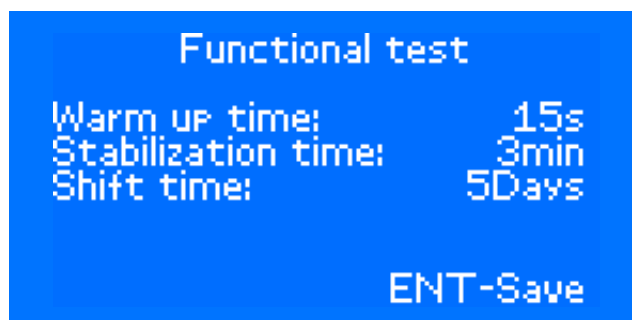 Functional test
Warm up time: 15s
Stabilization time: 3min
Shift time: 5Days
ENT-Save